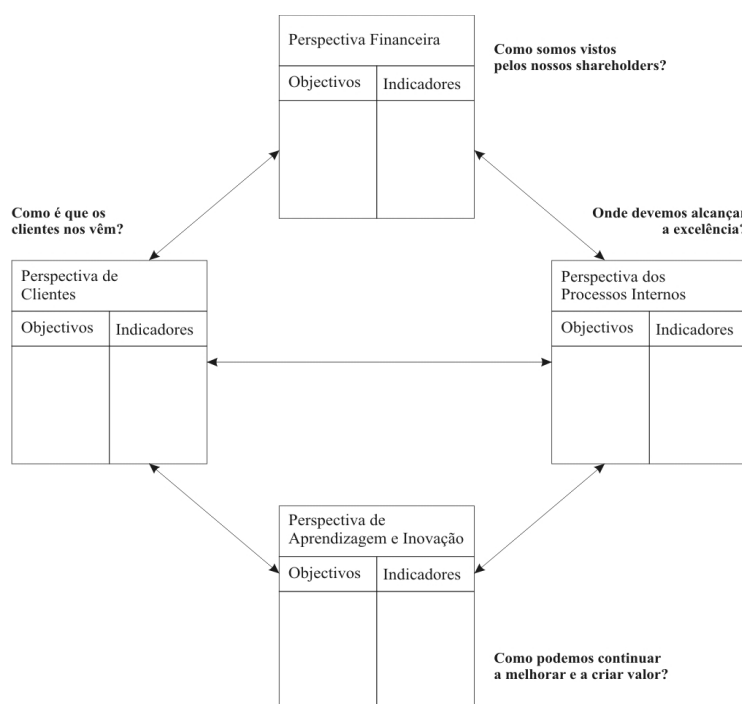 Perspectiva Financeira
Objectivos Indicadores
Como somos vistos
pelos nossos shareholders?
Como é que os
clientes nos vêm?
Perspectiva de
Clientes
Objectivos Indicadores
Onde devemos alcançar
a excelência?
Perspectiva dos
Processos Internos
Objectivos Indicadores
Perspectiva de
Aprendizagem e Inovação
Objectivos Indicadores
Como podemos continuar
a melhorar e a criar valor?